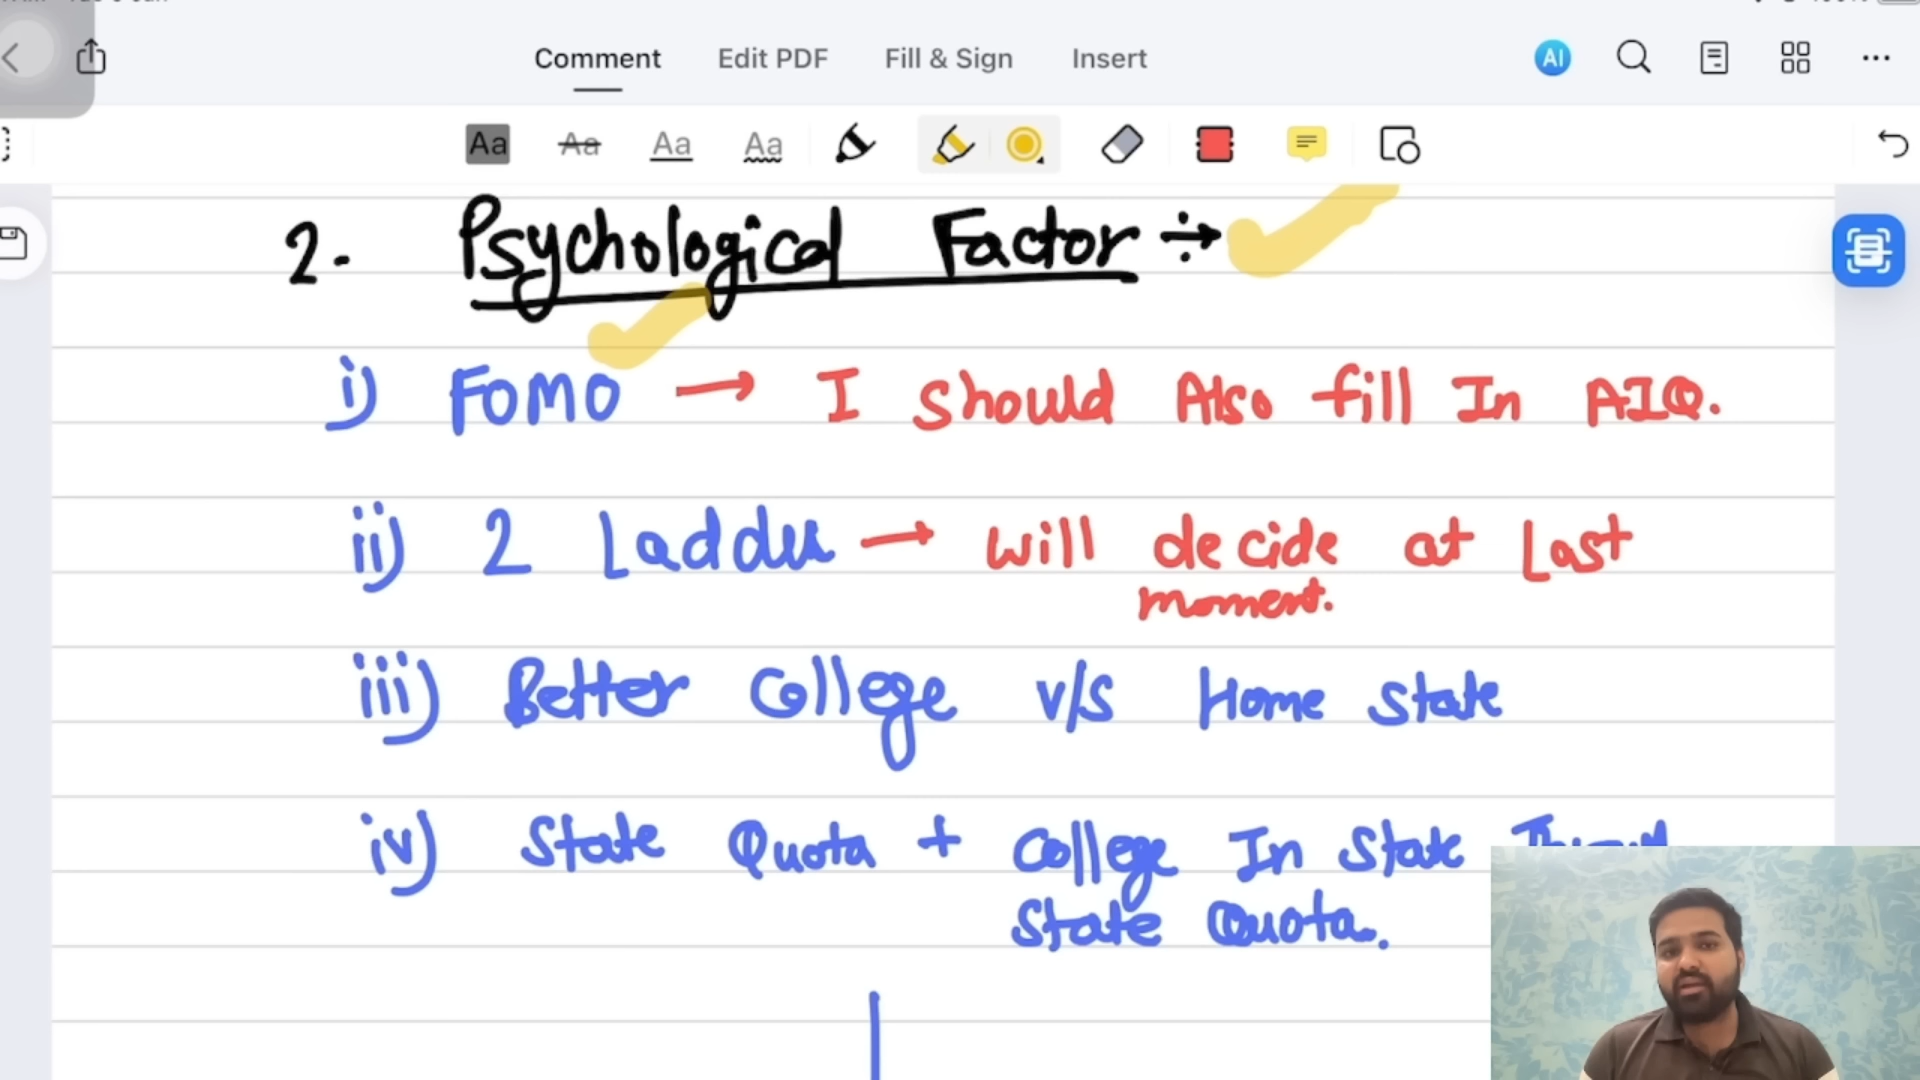 Comment Edit PDF Fill & Sign Insert AI
Aa Aa Aa Aa
2. Psychological Factor ÷→
i) FOMO → I should Also fill In AIQ.
ii) 2 Ladder → will decide at Last
moment.
iii) Better College v/s Home State
iv) State Quota + College In State
State Quota.